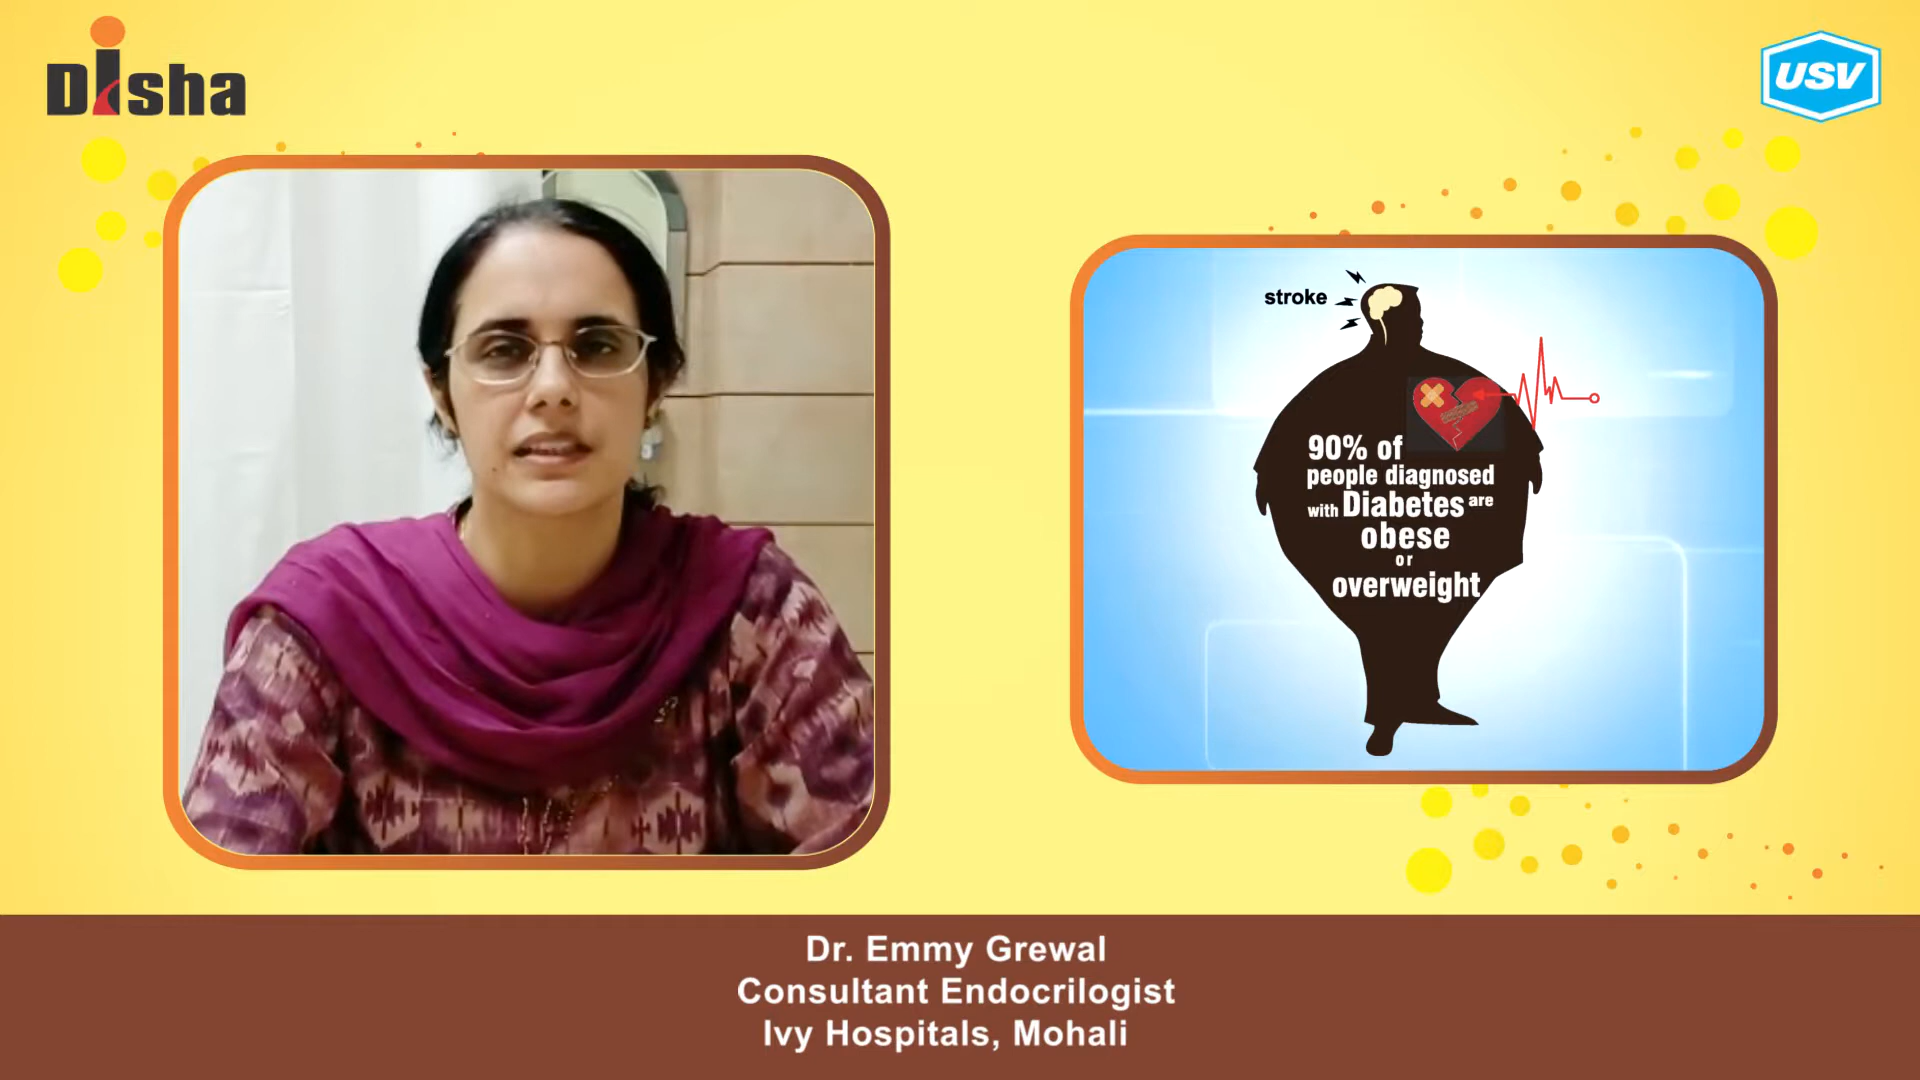 Disha
USV
stroke
90% of
people diagnosed
with Diabetes are
obese
or
overweight
Dr. Emmy Grewal
Consultant Endocrilogist
Ivy Hospitals, Mohali